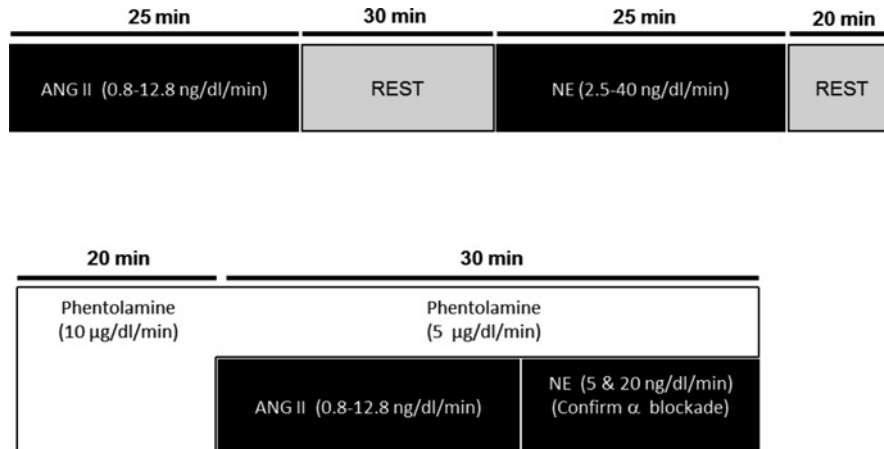 25 min 30 min 25 min 20 min
ANG II (0.8-12.8 ng/dl/min) REST NE (2.5-40 ng/dl/min) REST
20 min 30 min
Phentolamine Phentolamine
(10 µg/dl/min) (5 µg/dl/min)
ANG II (0.8-12.8 ng/dl/min) NE (5 & 20 ng/dl/min)
(Confirm α blockade)